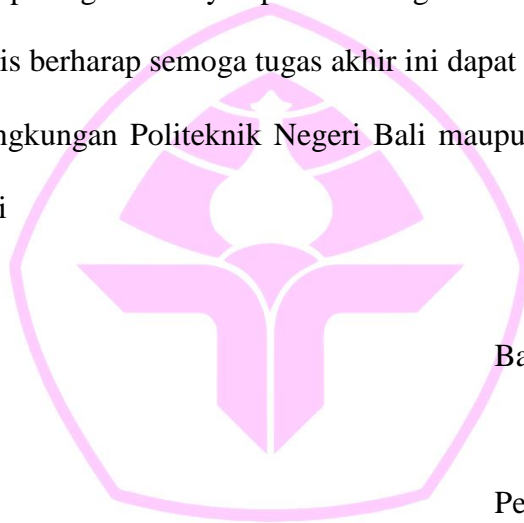 is berharap semoga tugas akhir ini dapat
ngkungan Politeknik Negeri Bali maupu
i
Ba
Pe